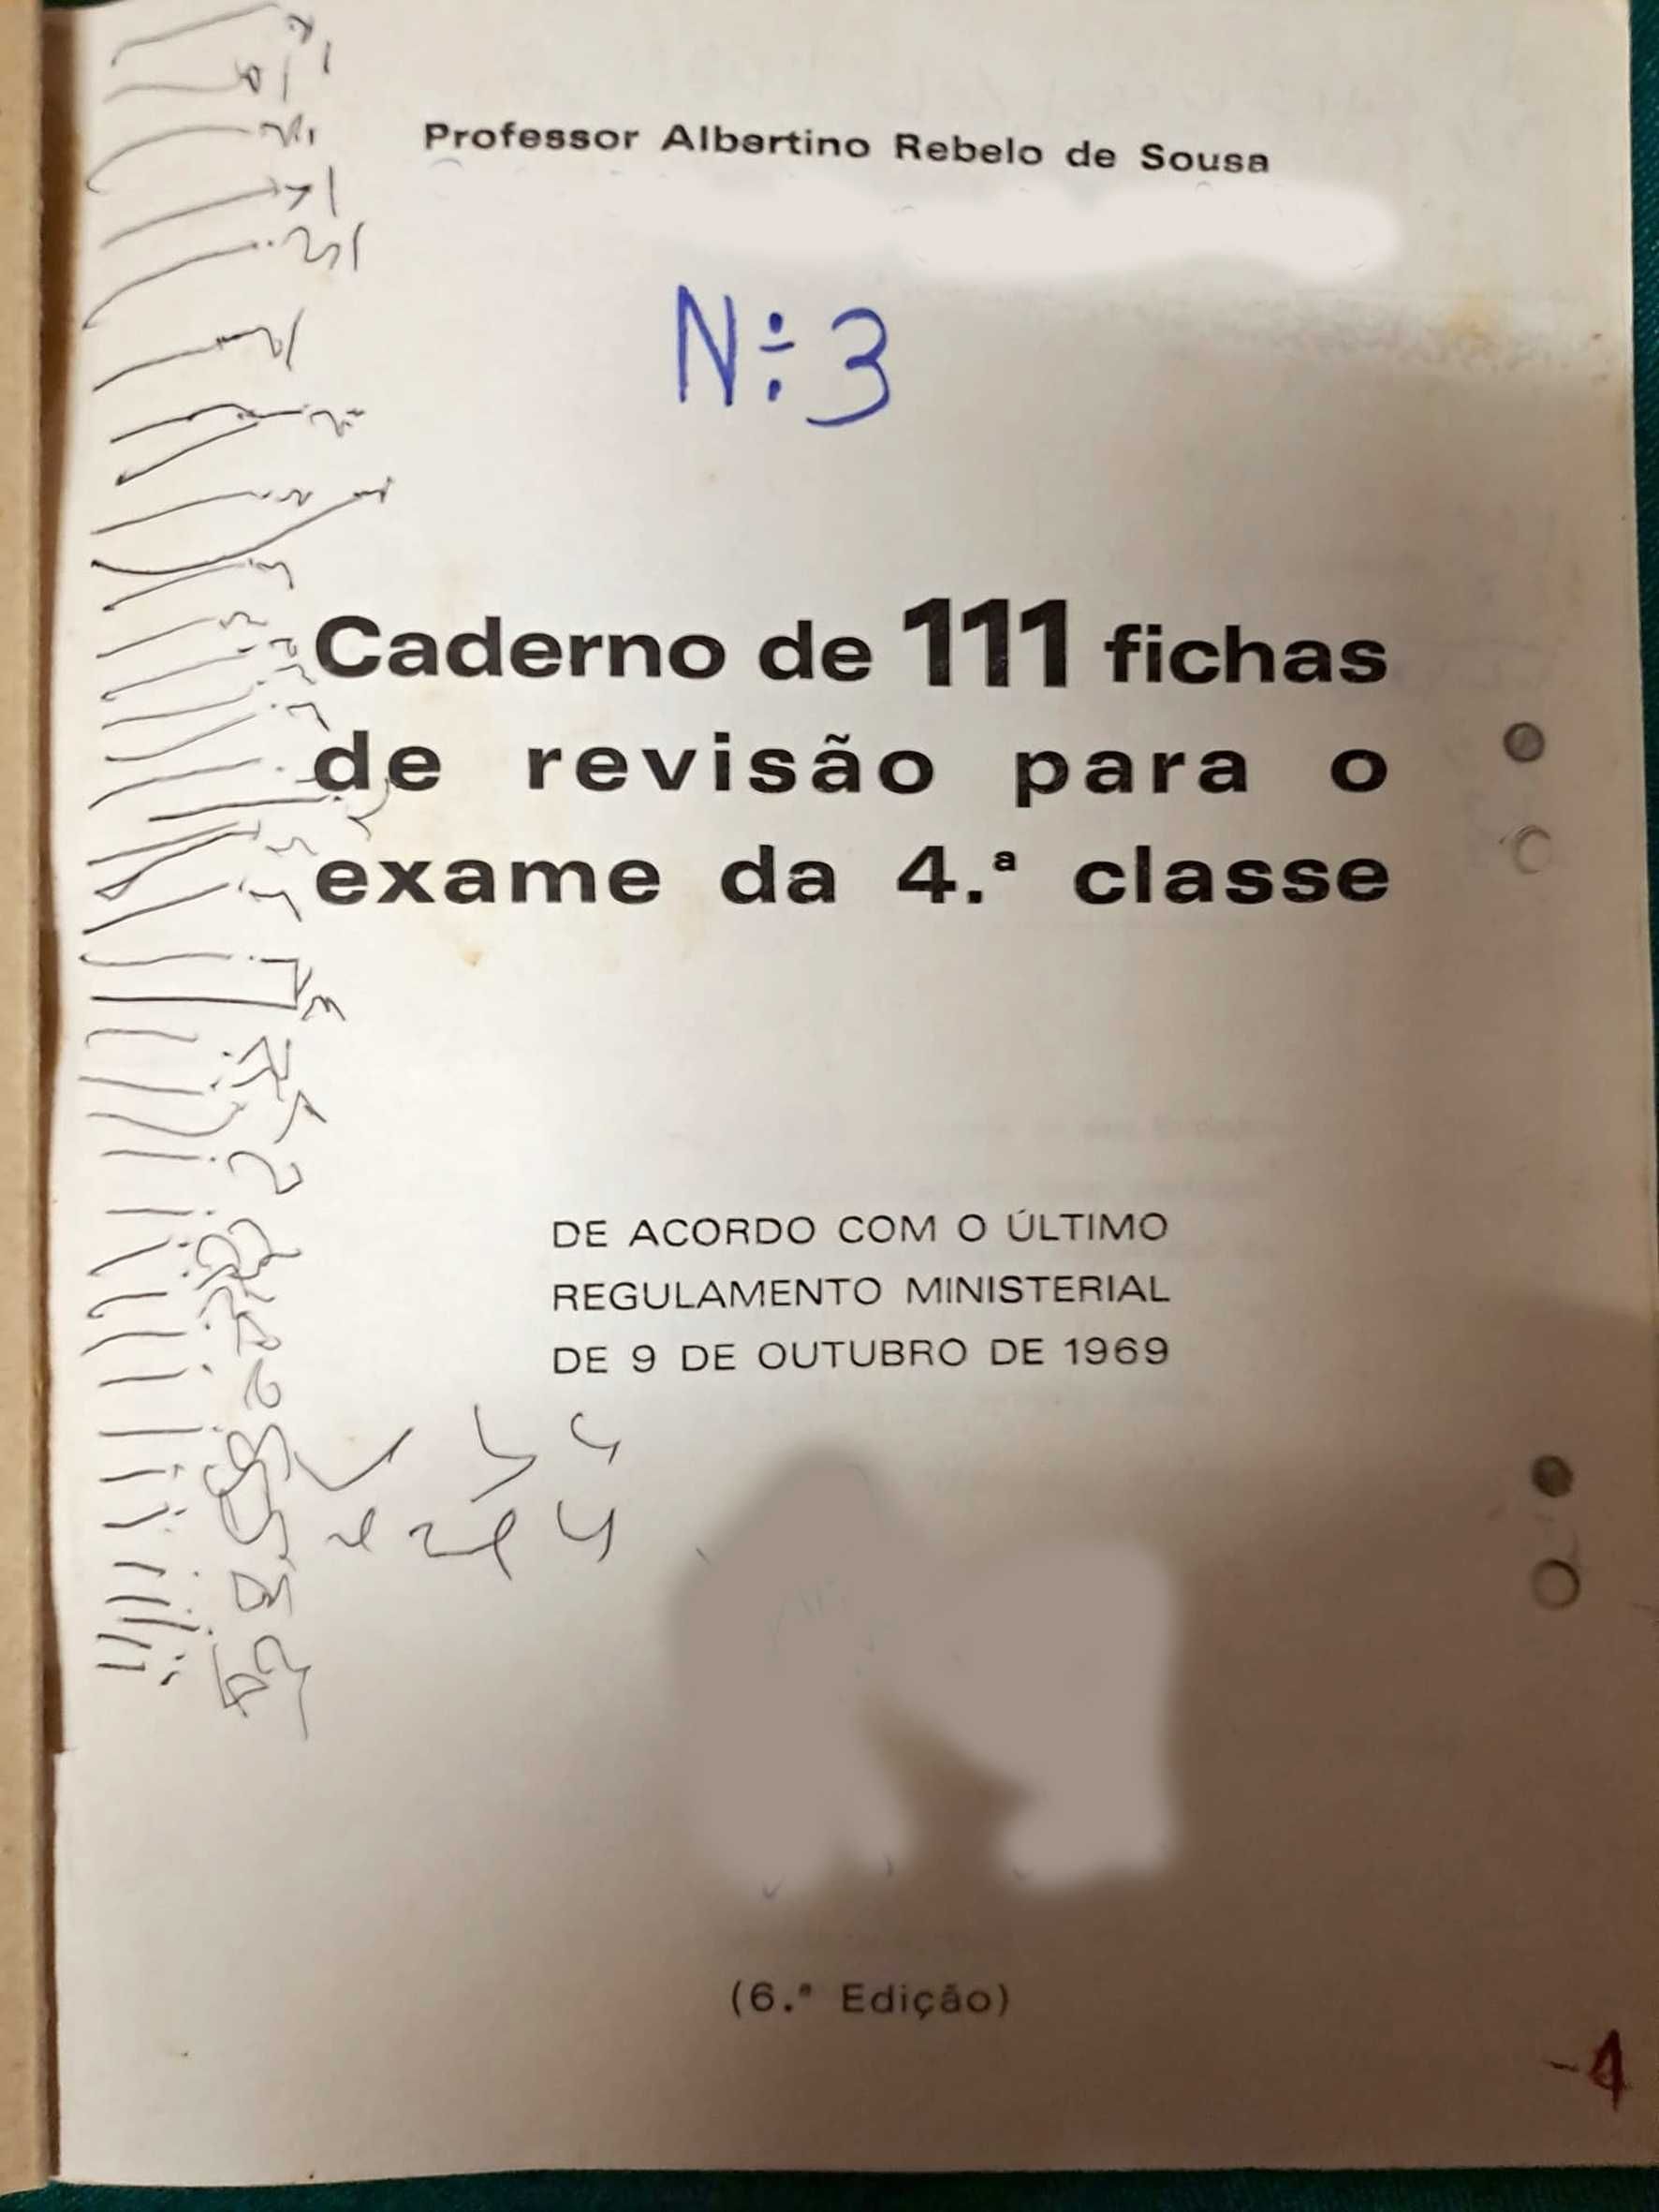 Professor Albertino Rebelo de Sousa
N÷3
Caderno de 111 fichas
de revisão para o
exame da 4.ª classe
DE ACORDO COM O ÚLTIMO
REGULAMENTO MINISTERIAL
DE 9 DE OUTUBRO DE 1969
(6.ª Edição)